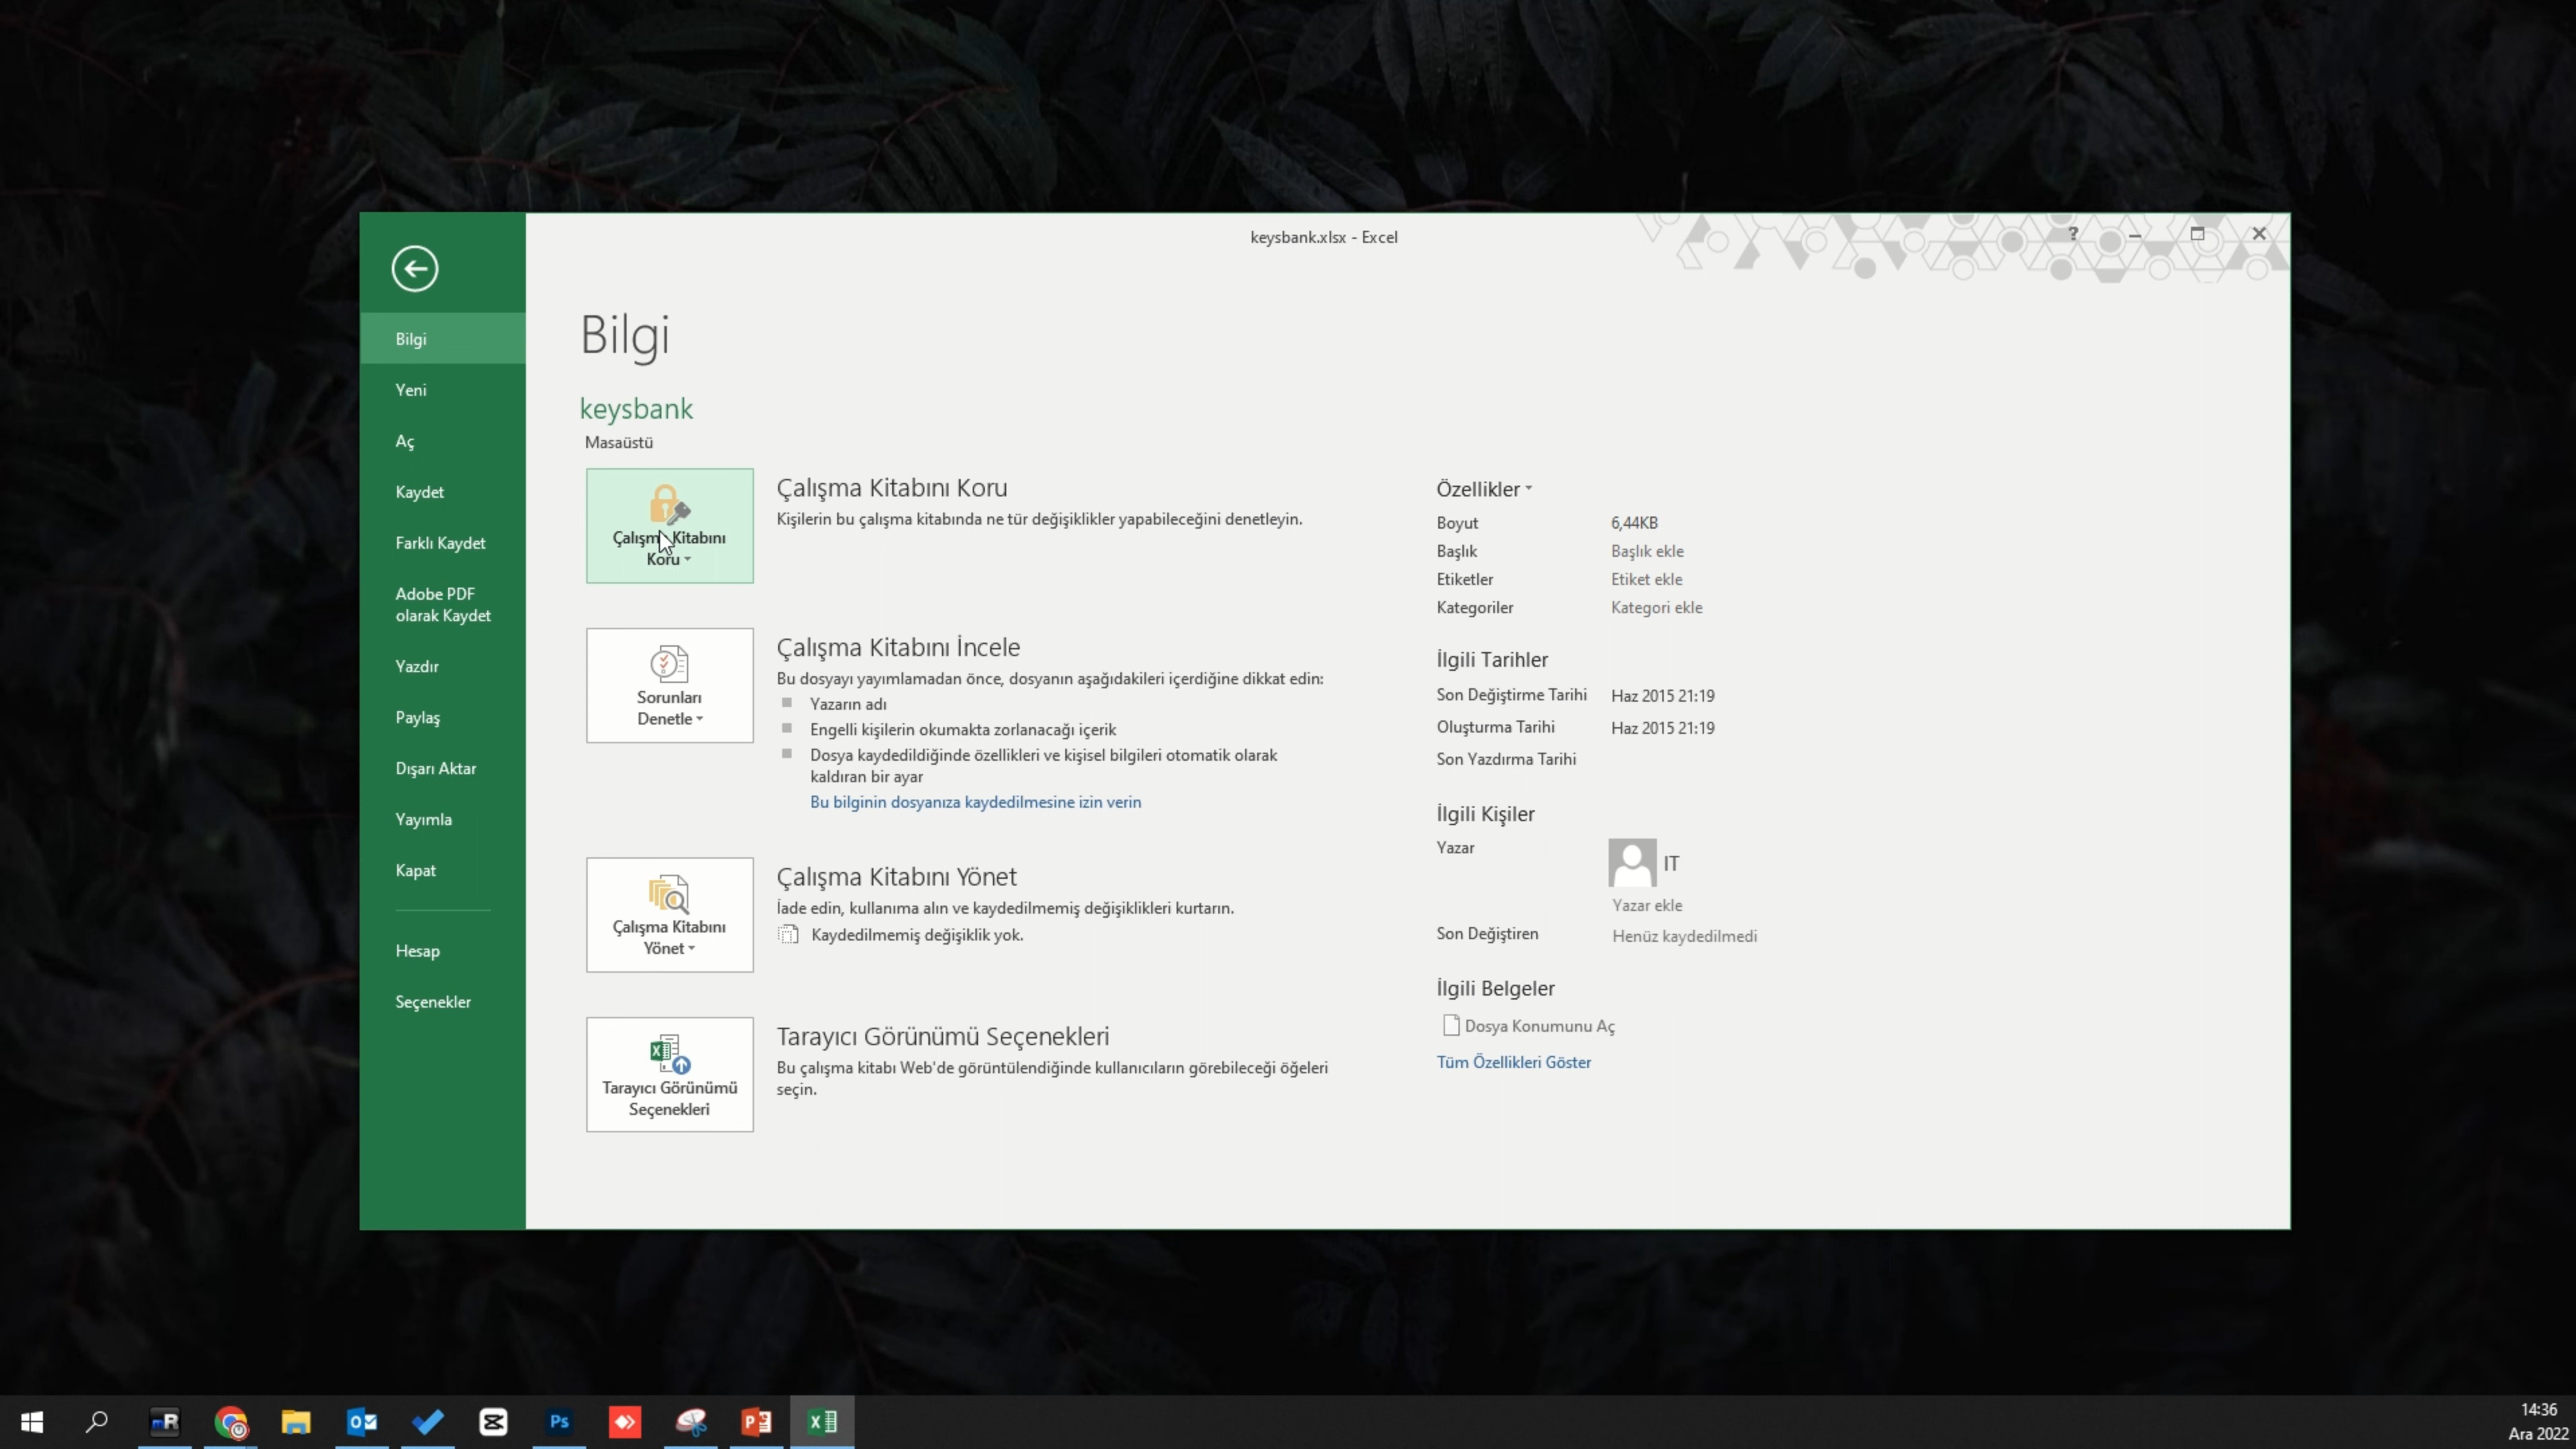 keysbank.xlsx - Excel
?
Bilgi
Yeni
Aç
Kaydet
Farklı Kaydet
Adobe PDF
olarak Kaydet
Yazdır
Paylaş
Dışarı Aktar
Yayımla
Kapat
Hesap
Seçenekler
Bilgi
keysbank
Masaüstü
Çalışma Kitabını
Koru
Çalışma Kitabını Koru
Kişilerin bu çalışma kitabında ne tür değişiklikler yapabileceğini denetleyin.
Sorunları
Denetle
Çalışma Kitabını İncele
Bu dosyayı yayımlamadan önce, dosyanın aşağıdakileri içerdiğine dikkat edin:
Yazarın adı
Engelli kişilerin okumakta zorlanacağı içerik
Dosya kaydedildiğinde özellikleri ve kişisel bilgileri otomatik olarak
kaldıran bir ayar
Bu bilginin dosyanıza kaydedilmesine izin verin
Çalışma Kitabını
Yönet
Çalışma Kitabını Yönet
İade edin, kullanıma alın ve kaydedilmemiş değişiklikleri kurtarın.
Kaydedilmemiş değişiklik yok.
Tarayıcı Görünümü
Seçenekleri
Tarayıcı Görünümü Seçenekleri
Bu çalışma kitabı Web'de görüntülendiğinde kullanıcıların görebileceği öğeleri
seçin.
Özellikler
Boyut 6,44KB
Başlık Başlık ekle
Etiketler Etiket ekle
Kategoriler Kategori ekle
İlgili Tarihler
Son Değiştirme Tarihi Haz 2015 21:19
Oluşturma Tarihi Haz 2015 21:19
Son Yazdırma Tarihi
İlgili Kişiler
Yazar IT
Yazar ekle
Son Değiştiren Henüz kaydedilmedi
İlgili Belgeler
Dosya Konumunu Aç
Tüm Özellikleri Göster
mR
Ps
14:36
Ara 2022